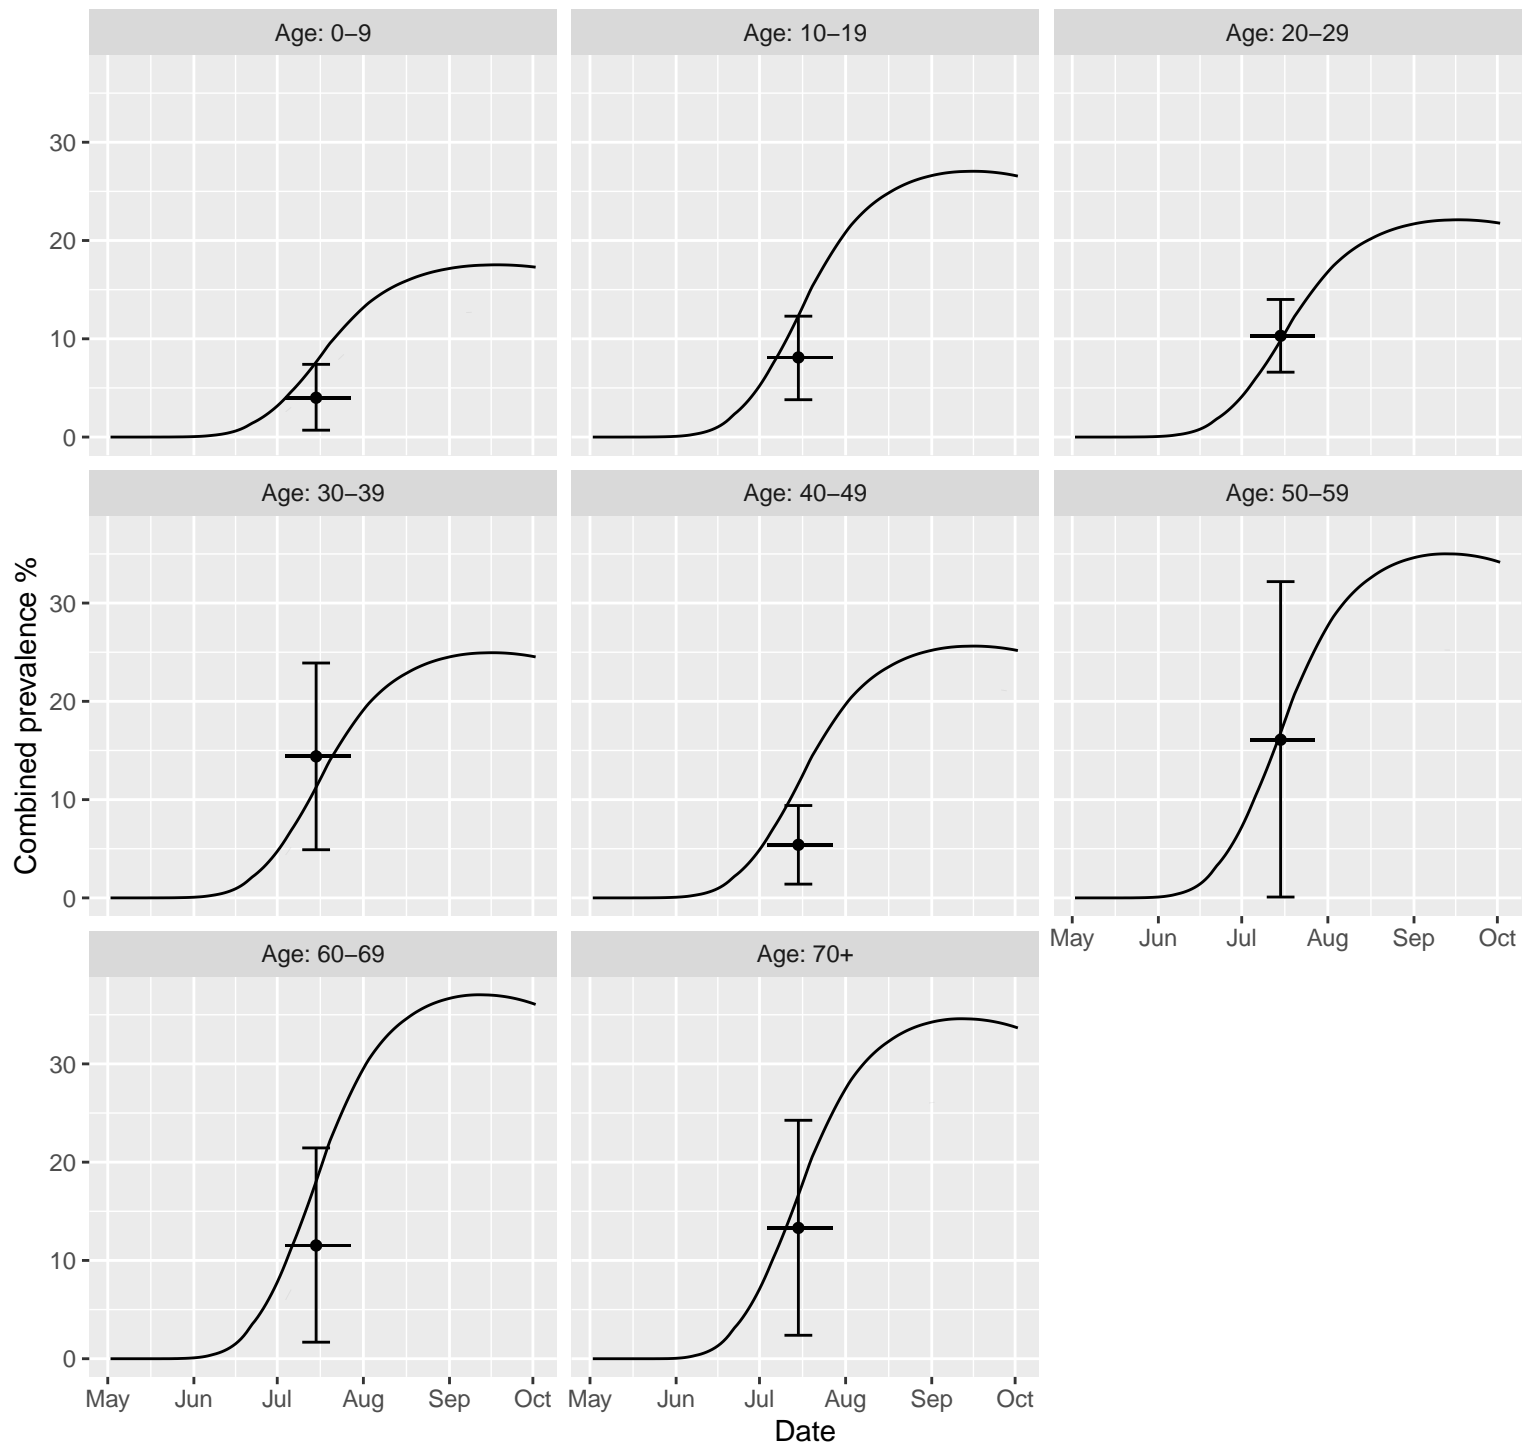 Age: 0–9
Age: 10–19
Age: 20–29
30
20
10
0
Age: 30–39
Age: 40–49
Age: 50–59
Combined prevalence %
30
20
10
0
May Jun Jul Aug Sep Oct
Age: 60–69
Age: 70+
30
20
10
0
May Jun Jul Aug Sep Oct
May Jun Jul Aug Sep Oct
Date